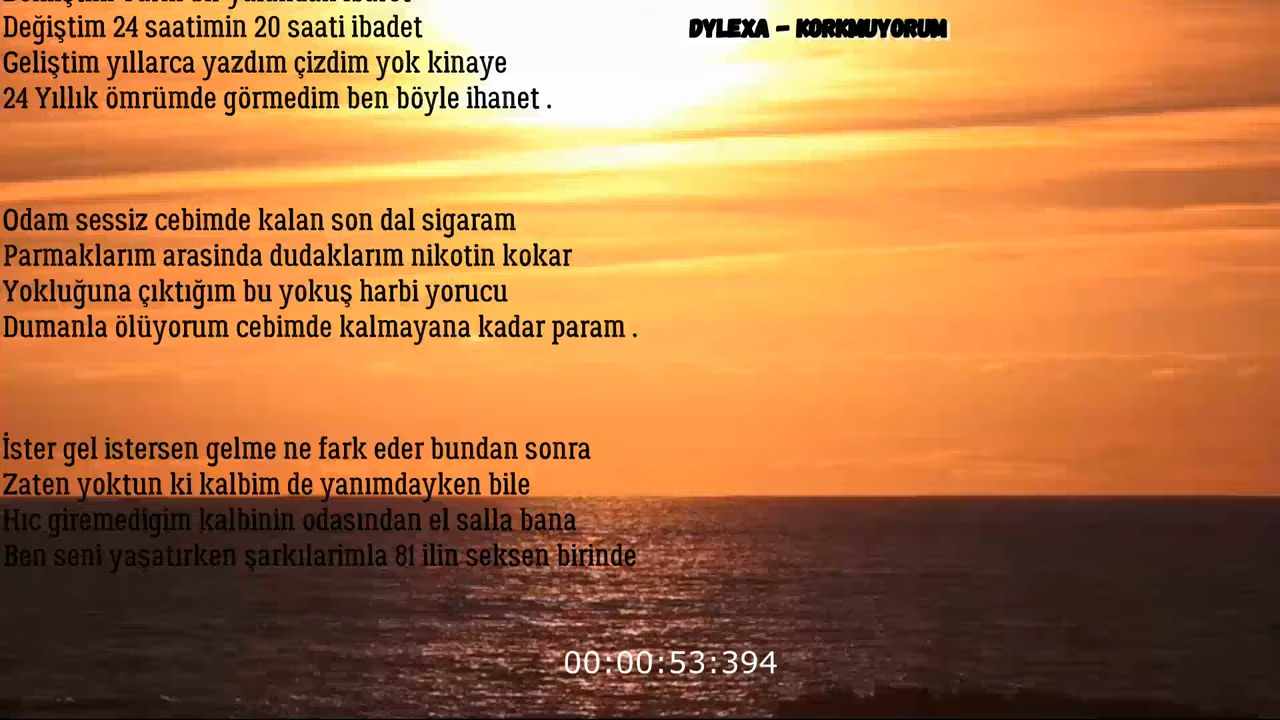 Değiştim 24 saatimin 20 saati ibadet
Geliştim yıllarca yazdım çizdim yok kinaye
24 Yıllık ömrümde görmedim ben böyle ihanet .
DYLEXA - KORKMUYORUM
Odam sessiz cebimde kalan son dal sigaram
Parmaklarım arasinda dudaklarım nikotin kokar
Yokluğuna çıktığım bu yokuş harbi yorucu
Dumanla ölüyorum cebimde kalmayana kadar param .
İster gel istersen gelme ne fark eder bundan sonra
Zaten yoktun ki kalbim de yanımdayken bile
Hıc giremedigim kalbinin odasından el salla bana
Ben seni yaşatırken şarkılarimla 81 ilin seksen birinde
00:00:53:394